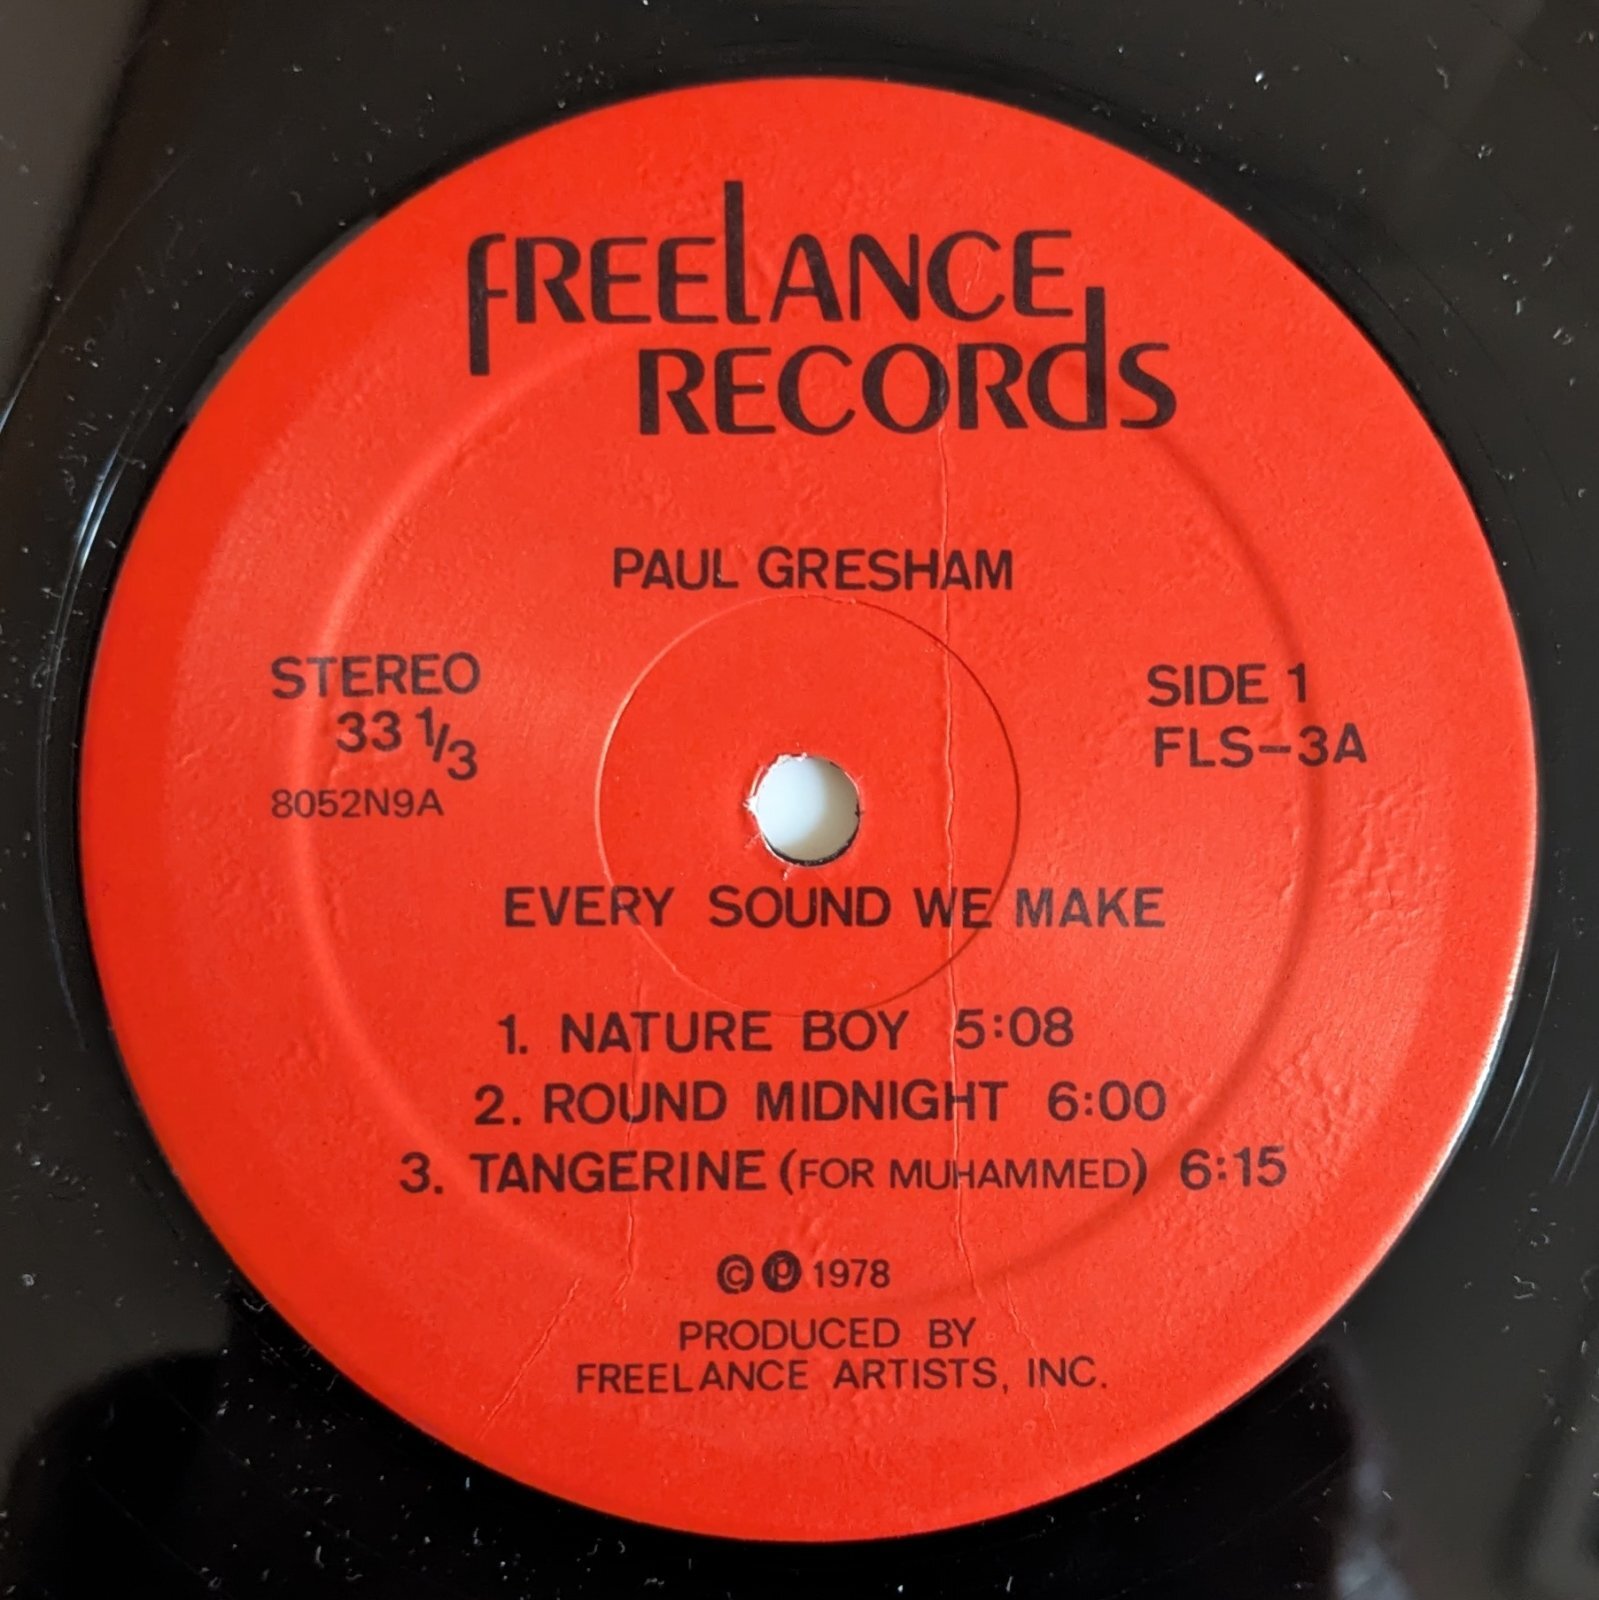 FREELANCE
RECORDS
PAUL GRESHAM
STEREO
33 1/3
8052N9A
SIDE 1
FLS-3A
EVERY SOUND WE MAKE
1. NATURE BOY 5:08
2. ROUND MIDNIGHT 6:00
3. TANGERINE (FOR MUHAMMED) 6:15
©℗ 1978
PRODUCED BY
FREELANCE ARTISTS, INC.